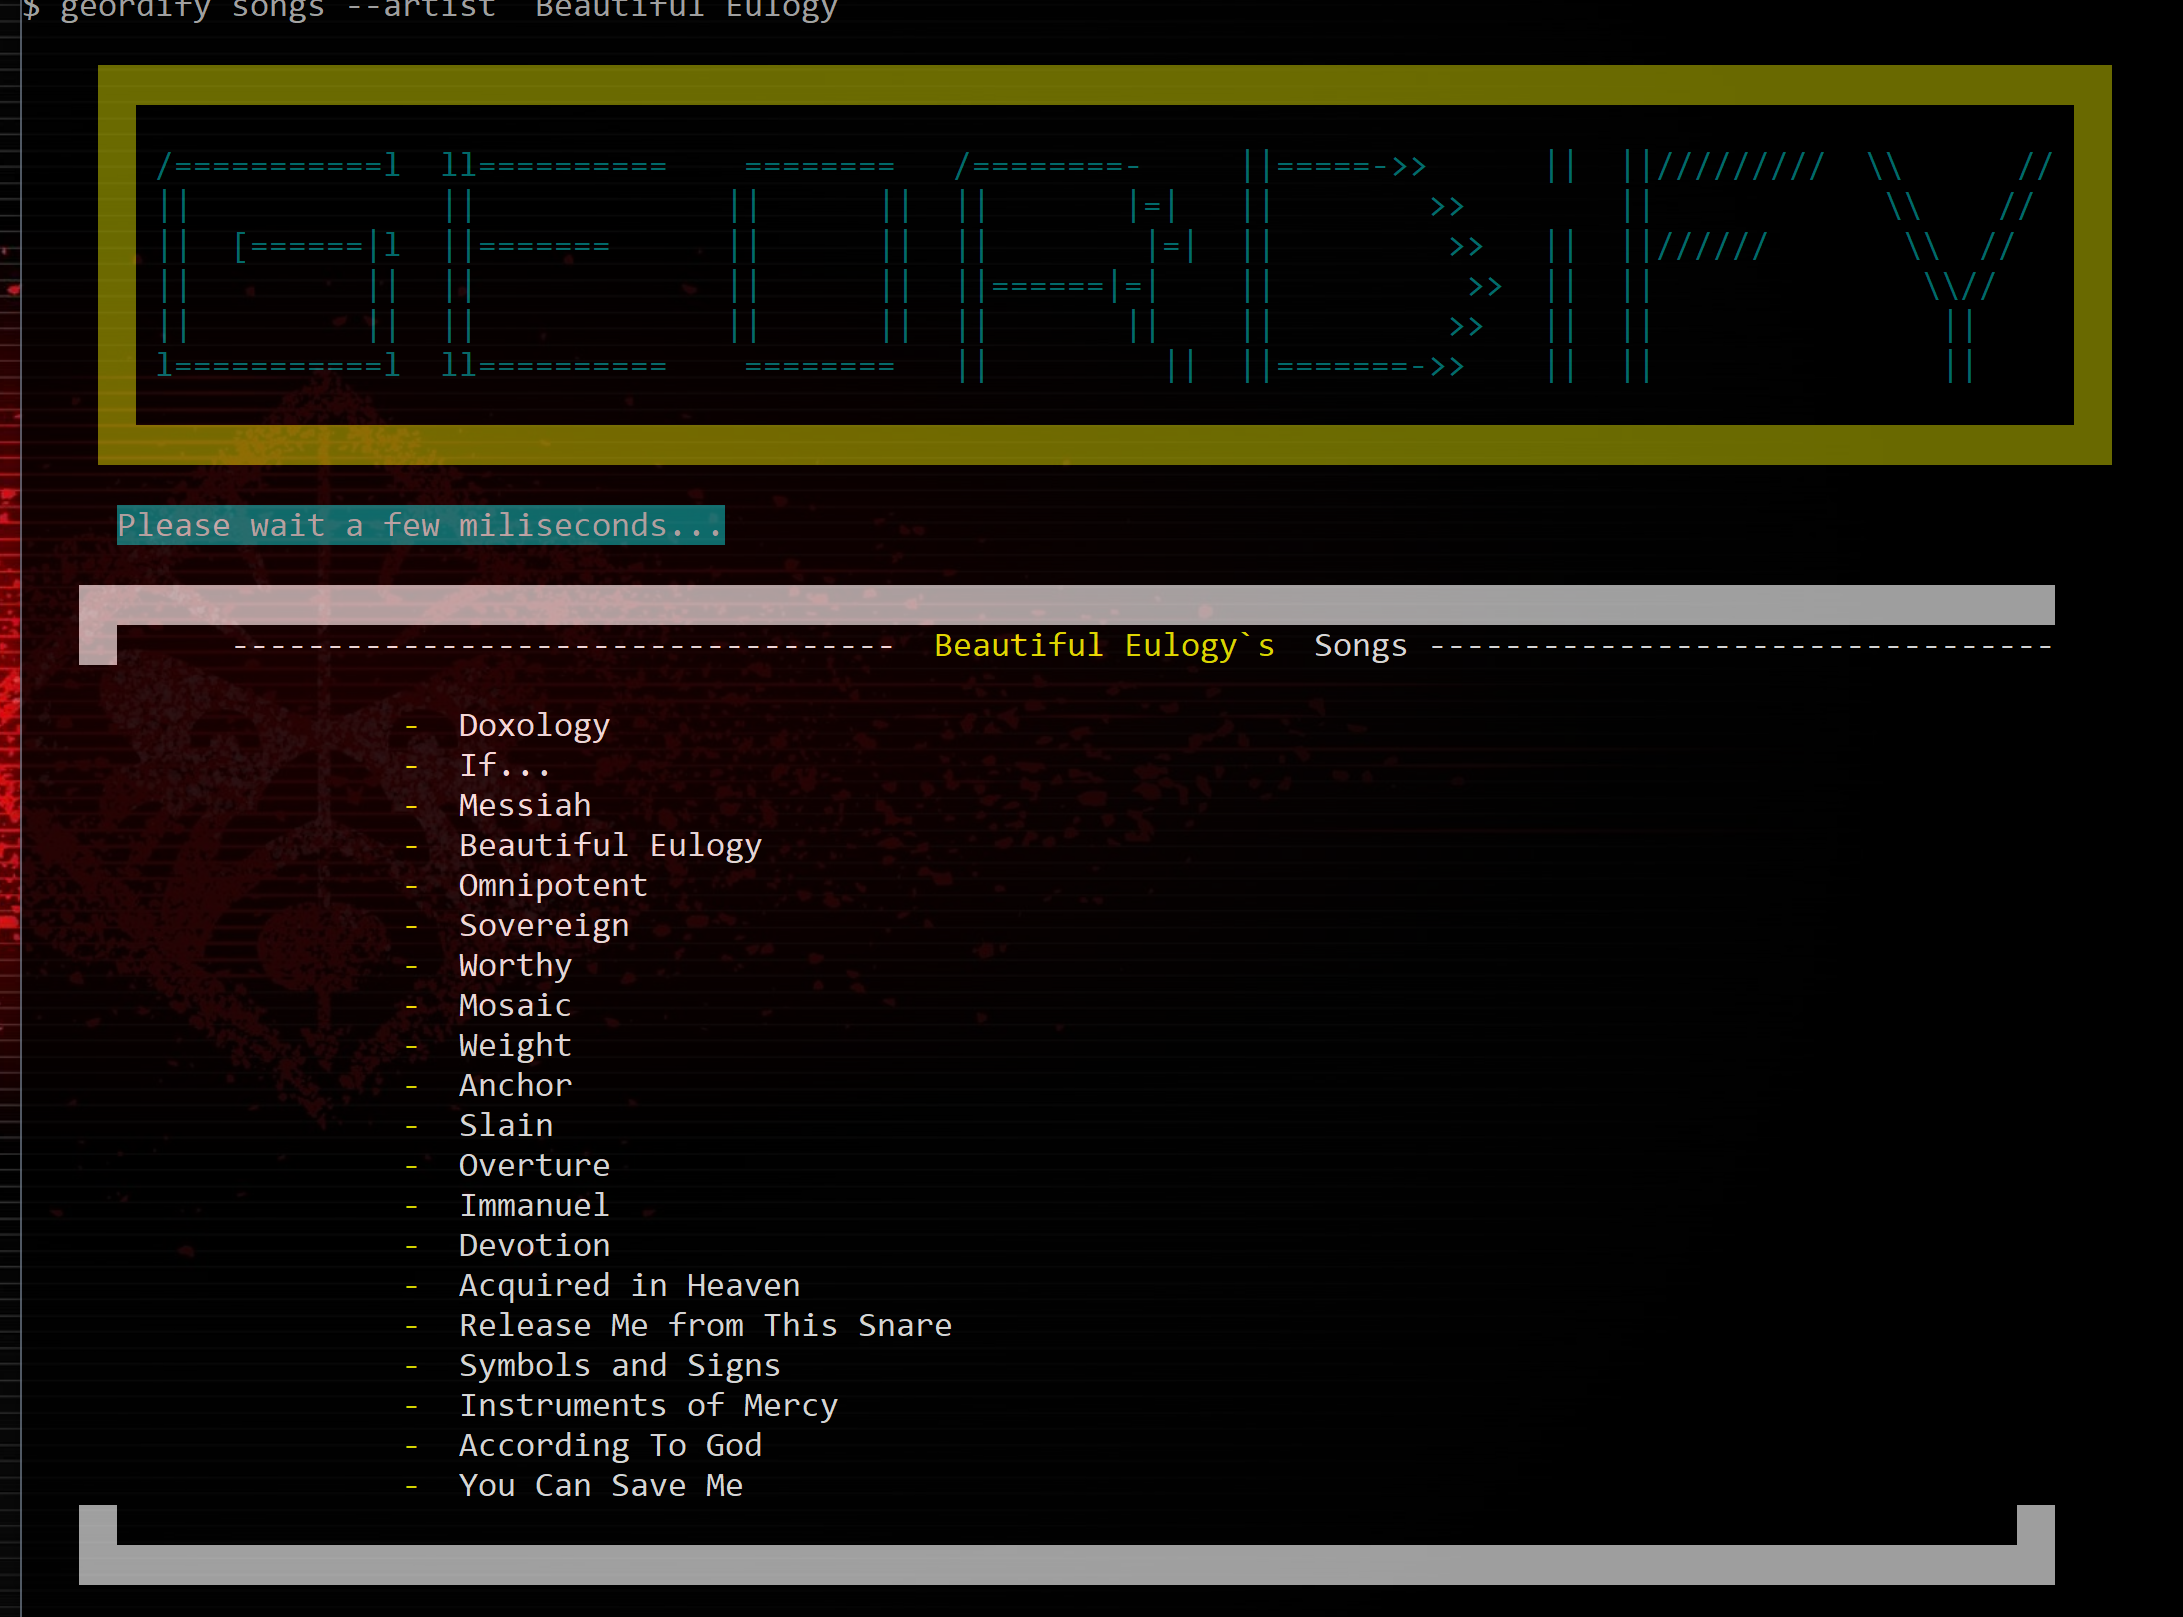 $ geordify songs --artist  Beautiful Eulogy
GEORDIFY
Please wait a few miliseconds...
----------------------------------- Beautiful Eulogy`s Songs ---------------------------------
- Doxology
- If...
- Messiah
- Beautiful Eulogy
- Omnipotent
- Sovereign
- Worthy
- Mosaic
- Weight
- Anchor
- Slain
- Overture
- Immanuel
- Devotion
- Acquired in Heaven
- Release Me from This Snare
- Symbols and Signs
- Instruments of Mercy
- According To God
- You Can Save Me